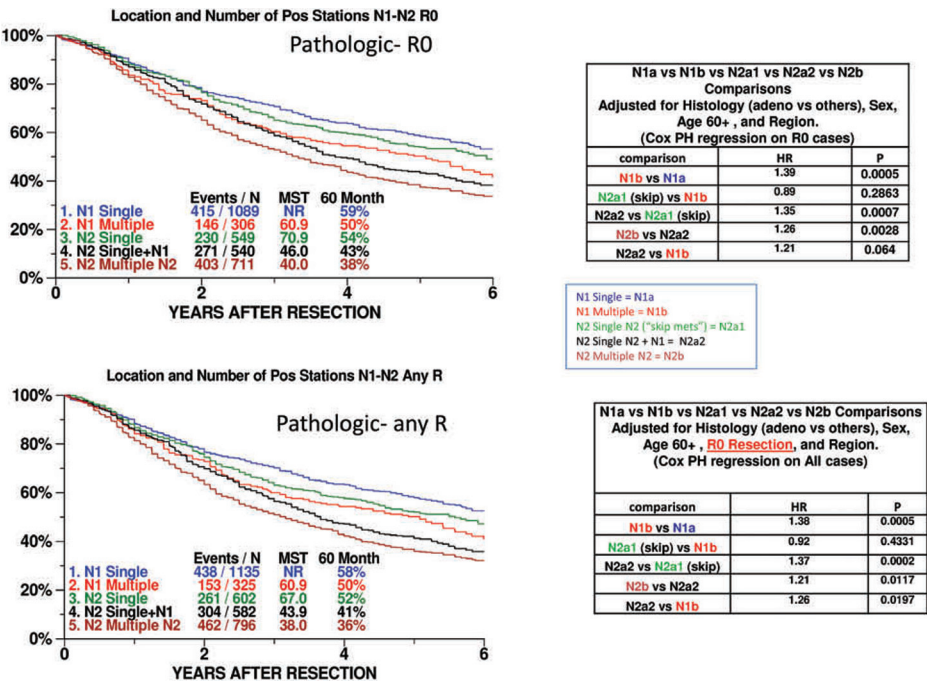 Location and Number of Pos Stations N1-N2 R0
Pathologic- R0
100%
80%
60%
40%
20%
0%
Events / N MST 60 Month
1. N1 Single 415 / 1089 NR 59%
2. N1 Multiple 146 / 306 60.9 50%
3. N2 Single 230 / 549 70.9 54%
4. N2 Single+N1 271 / 540 46.0 43%
5. N2 Multiple N2 403 / 711 40.0 38%
0 2 4 6
YEARS AFTER RESECTION
N1a vs N1b vs N2a1 vs N2a2 vs N2b
Comparisons
Adjusted for Histology (adeno vs others), Sex,
Age 60+ , and Region.
(Cox PH regression on R0 cases)
comparison HR P
N1b vs N1a 1.39 0.0005
N2a1 (skip) vs N1b 0.89 0.2863
N2a2 vs N2a1 (skip) 1.35 0.0007
N2b vs N2a2 1.26 0.0028
N2a2 vs N1b 1.21 0.064
N1 Single = N1a
N1 Multiple = N1b
N2 Single N2 (“skip mets”) = N2a1
N2 Single N2 + N1 = N2a2
N2 Multiple N2 = N2b
Location and Number of Pos Stations N1-N2 Any R
Pathologic- any R
100%
80%
60%
40%
20%
0%
Events / N MST 60 Month
1. N1 Single 438 / 1135 NR 58%
2. N1 Multiple 153 / 325 60.9 50%
3. N2 Single 261 / 602 67.0 52%
4. N2 Single+N1 304 / 582 43.9 41%
5. N2 Multiple N2 462 / 796 38.0 36%
0 2 4 6
YEARS AFTER RESECTION
N1a vs N1b vs N2a1 vs N2a2 vs N2b Comparisons
Adjusted for Histology (adeno vs others), Sex,
Age 60+ , R0 Resection, and Region.
(Cox PH regression on All cases)
comparison HR P
N1b vs N1a 1.38 0.0005
N2a1 (skip) vs N1b 0.92 0.4331
N2a2 vs N2a1 (skip) 1.37 0.0002
N2b vs N2a2 1.21 0.0117
N2a2 vs N1b 1.26 0.0197